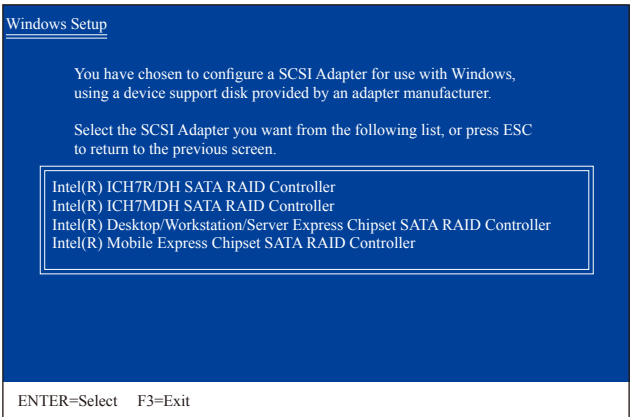 Windows Setup
You have chosen to configure a SCSI Adapter for use with Windows,
using a device support disk provided by an adapter manufacturer.
Select the SCSI Adapter you want from the following list, or press ESC
to return to the previous screen.
Intel(R) ICH7R/DH SATA RAID Controller
Intel(R) ICH7MDH SATA RAID Controller
Intel(R) Desktop/Workstation/Server Express Chipset SATA RAID Controller
Intel(R) Mobile Express Chipset SATA RAID Controller
ENTER=Select F3=Exit